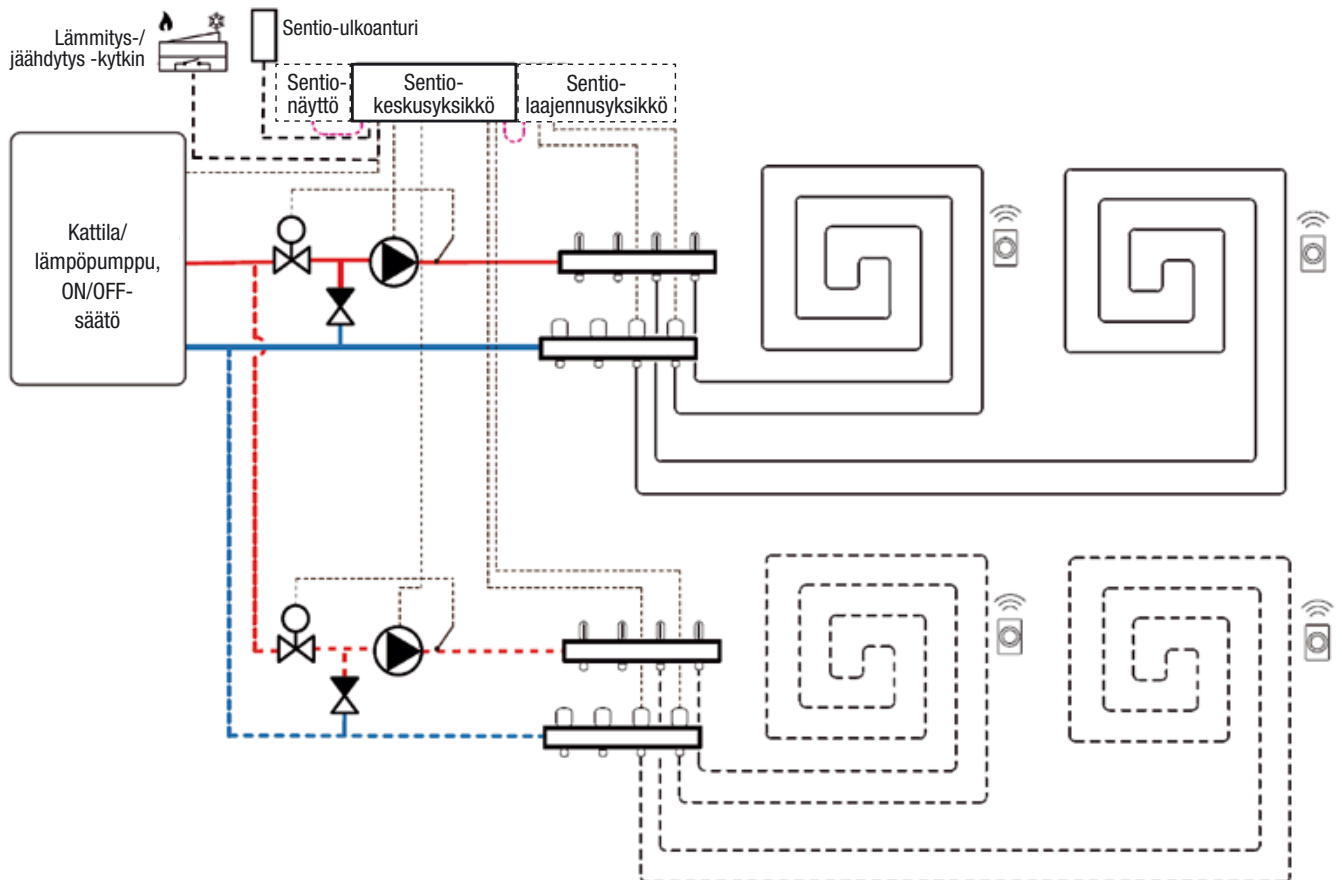 Lämmitys-/
jäähdytys -kytkin
Sentio-ulkoanturi
Sentio-
näyttö
Sentio-
keskusyksikkö
Sentio-
laajennusyksikkö
Kattila/
lämpöpumppu,
ON/OFF-
säätö